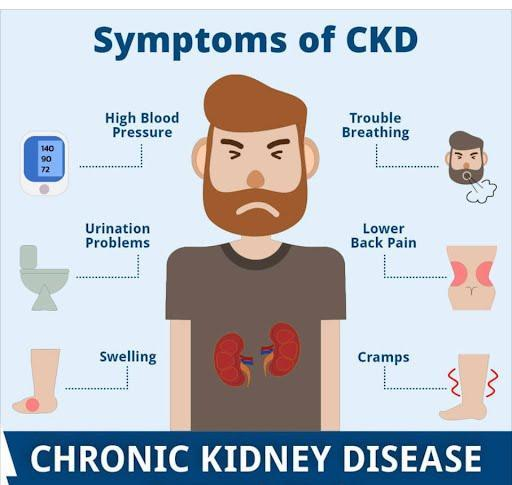 Symptoms of CKD
High Blood
Pressure
140
90
72
Trouble
Breathing
Urination
Problems
Lower
Back Pain
Swelling
Cramps
CHRONIC KIDNEY DISEASE